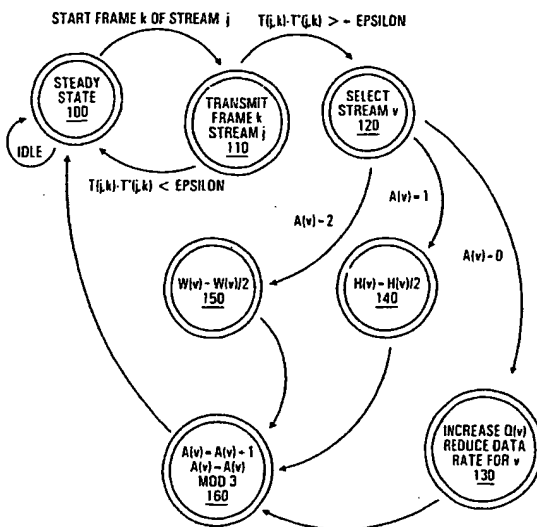 START FRAME k OF STREAM j
T(j,k)-T'(j,k) > - EPSILON
STEADY
STATE
100
TRANSMIT
FRAME k
STREAM j
110
SELECT
STREAM v
120
IDLE
T(j,k)-T'(j,k) < EPSILON
A(v) - 2
A(v) = 1
A(v) - 0
W(v) - W(v)/2
150
H(v) - H(v)/2
140
A(v) = A(v) + 1
A(v) - A(v)
MOD 3
160
INCREASE Q(v)
REDUCE DATA
RATE FOR v
130